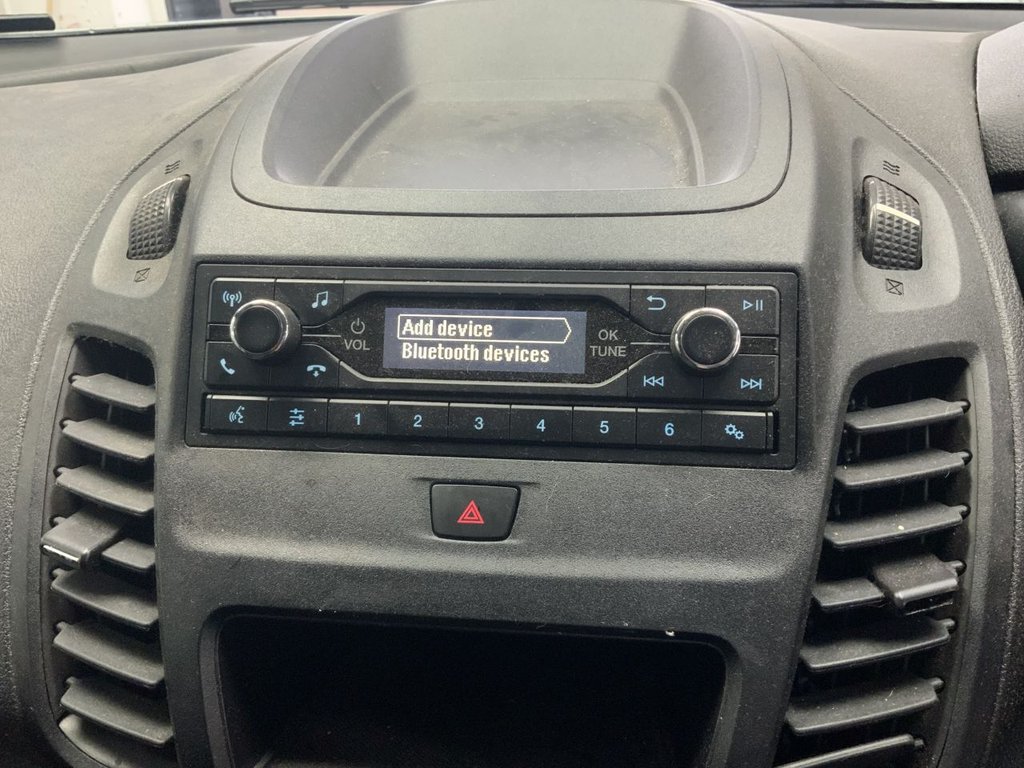 Add device
Bluetooth devices
VOL
OK
TUNE
1 2 3 4 5 6